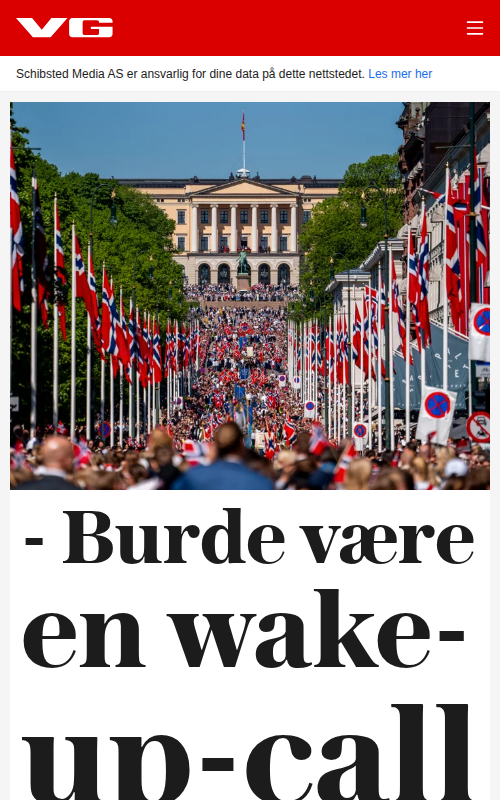 VG
Schibsted Media AS er ansvarlig for dine data på dette nettstedet. Les mer her
- Burde være
en wake-
up-call